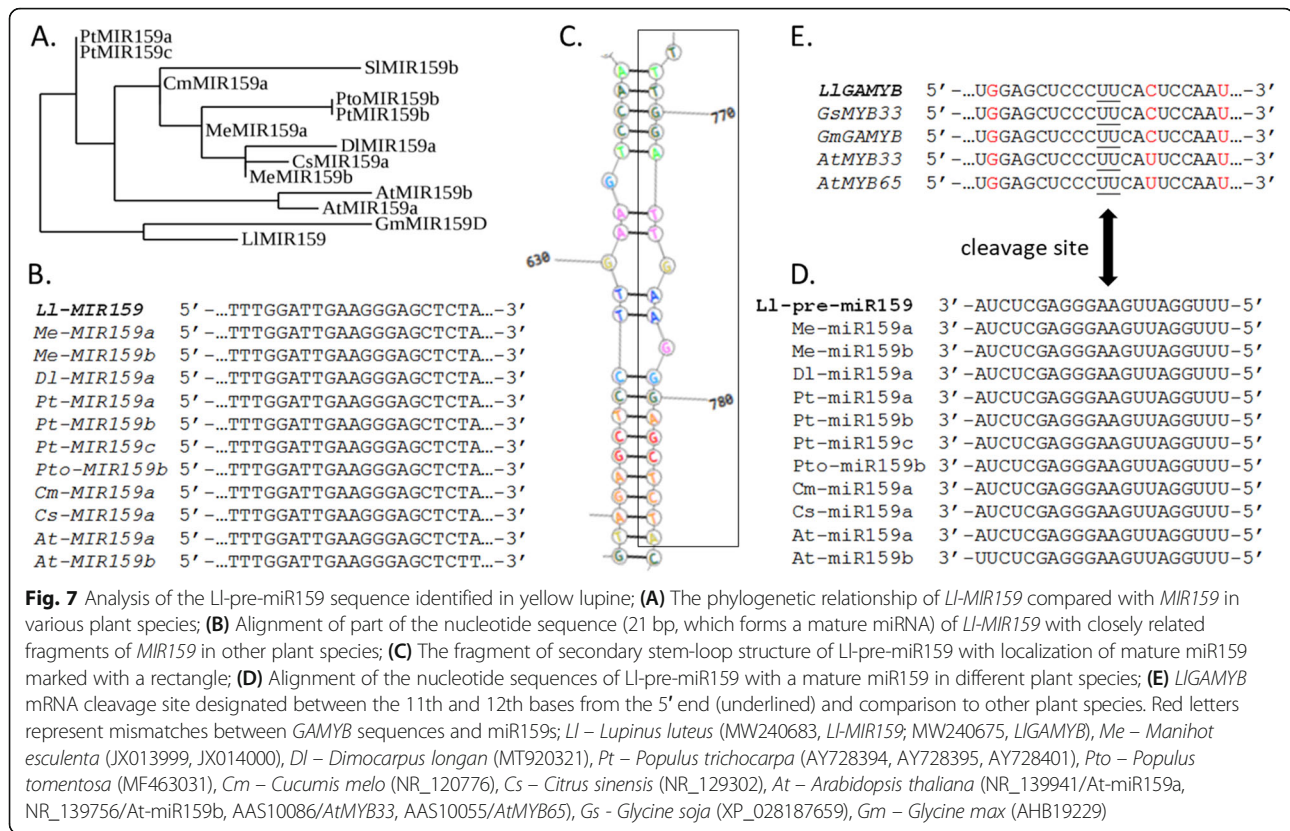 A.
PtMIR159a
PtMIR159c
SlMIR159b
CmMIR159a
PtoMIR159b
PtMIR159b
MeMIR159a
DlMIR159a
CsMIR159a
MeMIR159b
AtMIR159b
AtMIR159a
GmMIR159D
LlMIR159
B.
Ll-MIR159 5′-…TTTGGATTGAAGGGAGCTCTA…-3′
Me-MIR159a 5′-…TTTGGATTGAAGGGAGCTCTA…-3′
Me-MIR159b 5′-…TTTGGATTGAAGGGAGCTCTA…-3′
Dl-MIR159a 5′-…TTTGGATTGAAGGGAGCTCTA…-3′
Pt-MIR159a 5′-…TTTGGATTGAAGGGAGCTCTA…-3′
Pt-MIR159b 5′-…TTTGGATTGAAGGGAGCTCTA…-3′
Pt-MIR159c 5′-…TTTGGATTGAAGGGAGCTCTA…-3′
Pto-MIR159b 5′-…TTTGGATTGAAGGGAGCTCTA…-3′
Cm-MIR159a 5′-…TTTGGATTGAAGGGAGCTCTA…-3′
Cs-MIR159a 5′-…TTTGGATTGAAGGGAGCTCTA…-3′
At-MIR159a 5′-…TTTGGATTGAAGGGAGCTCTA…-3′
At-MIR159b 5′-…TTTGGATTGAAGGGAGCTCTT…-3′
C.
T
A T
A T
C G
C G
T A
G
A T
A T
G G
A
T A
T G
C G
C G
T A
C G
G C
A T
G C
A T
T A
G C
630
770
780
E.
LlGAMYB 5′-…UGGAGCUCCCUUCACUCCAAU…-3′
GsMYB33 5′-…UGGAGCUCCCUUCACUCCAAU…-3′
GmGAMYB 5′-…UGGAGCUCCCUUCACUCCAAU…-3′
AtMYB33 5′-…UGGAGCUCCCUUCAUUCCAAU…-3′
AtMYB65 5′-…UGGAGCUCCCUUCAUUCCAAU…-3′
cleavage site
D.
Ll-pre-miR159 3′-AUCUCGAGGGAAGUUAGGUUU-5′
Me-miR159a 3′-AUCUCGAGGGAAGUUAGGUUU-5′
Me-miR159b 3′-AUCUCGAGGGAAGUUAGGUUU-5′
Dl-miR159a 3′-AUCUCGAGGGAAGUUAGGUUU-5′
Pt-miR159a 3′-AUCUCGAGGGAAGUUAGGUUU-5′
Pt-miR159b 3′-AUCUCGAGGGAAGUUAGGUUU-5′
Pt-miR159c 3′-AUCUCGAGGGAAGUUAGGUUU-5′
Pto-miR159b 3′-AUCUCGAGGGAAGUUAGGUUU-5′
Cm-miR159a 3′-AUCUCGAGGGAAGUUAGGUUU-5′
Cs-miR159a 3′-AUCUCGAGGGAAGUUAGGUUU-5′
At-miR159a 3′-AUCUCGAGGGAAGUUAGGUUU-5′
At-miR159b 3′-UUCUCGAGGGAAGUUAGGUUU-5′
Fig. 7 Analysis of the Ll-pre-miR159 sequence identified in yellow lupine; (A) The phylogenetic relationship of Ll-MIR159 compared with MIR159 in
various plant species; (B) Alignment of part of the nucleotide sequence (21 bp, which forms a mature miRNA) of Ll-MIR159 with closely related
fragments of MIR159 in other plant species; (C) The fragment of secondary stem-loop structure of Ll-pre-miR159 with localization of mature miR159
marked with a rectangle; (D) Alignment of the nucleotide sequences of Ll-pre-miR159 with a mature miR159 in different plant species; (E) LlGAMYB
mRNA cleavage site designated between the 11th and 12th bases from the 5′ end (underlined) and comparison to other plant species. Red letters
represent mismatches between GAMYB sequences and miR159s; Ll – Lupinus luteus (MW240683, Ll-MIR159; MW240675, LlGAMYB), Me – Manihot
esculenta (JX013999, JX014000), Dl – Dimocarpus longan (MT920321), Pt – Populus trichocarpa (AY728394, AY728395, AY728401), Pto – Populus
tomentosa (MF463031), Cm – Cucumis melo (NR_120776), Cs – Citrus sinensis (NR_129302), At – Arabidopsis thaliana (NR_139941/At-miR159a,
NR_139756/At-miR159b, AAS10086/AtMYB33, AAS10055/AtMYB65), Gs - Glycine soja (XP_028187659), Gm – Glycine max (AHB19229)